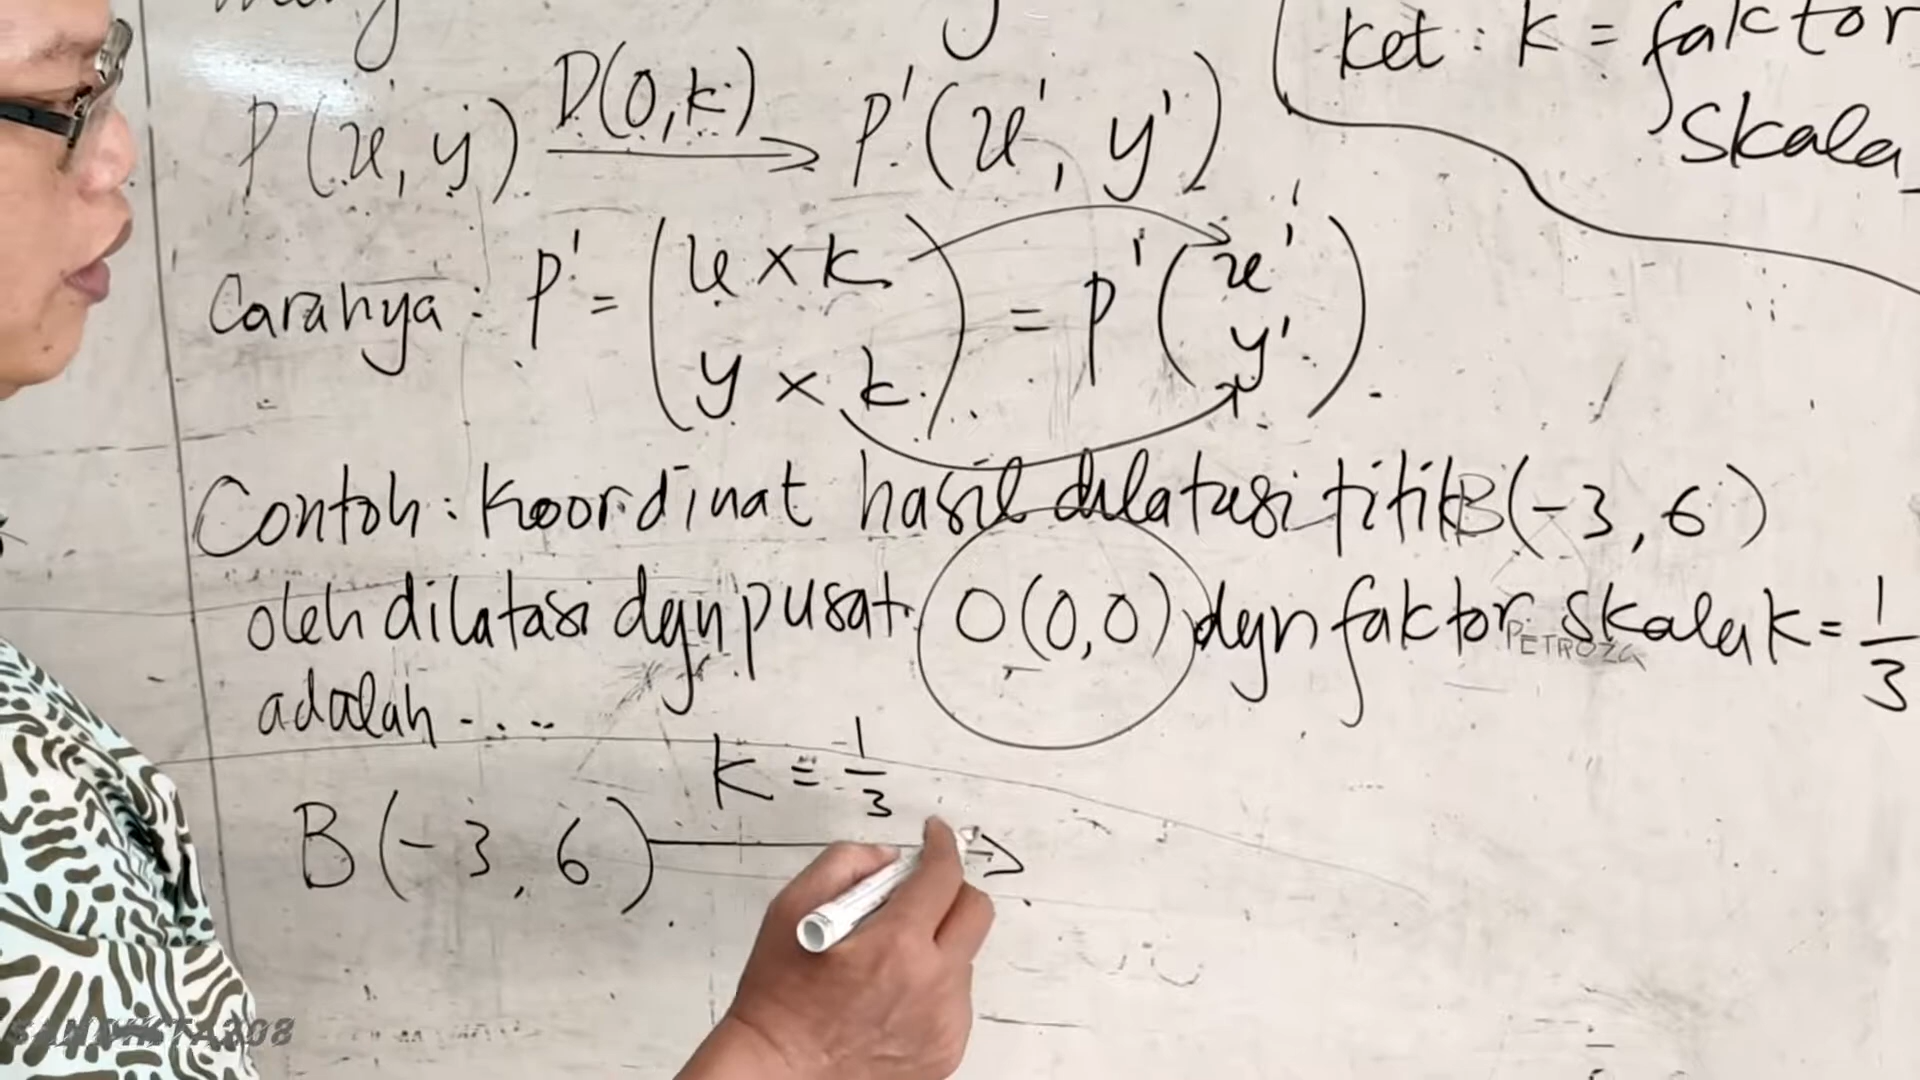 Ket : k = faktor
skala
P(x, y) D(O,k) P'(x', y')
Caranya : P' = (x × k
y × k) = P'(x'
y').
Contoh : Koordinat hasil dilatasi titik B(-3, 6)
oleh dilatasi dgn pusat O(0,0) dgn faktor skala k = 1/3
adalah ....
k = 1/3
B(-3, 6)
PETROZA